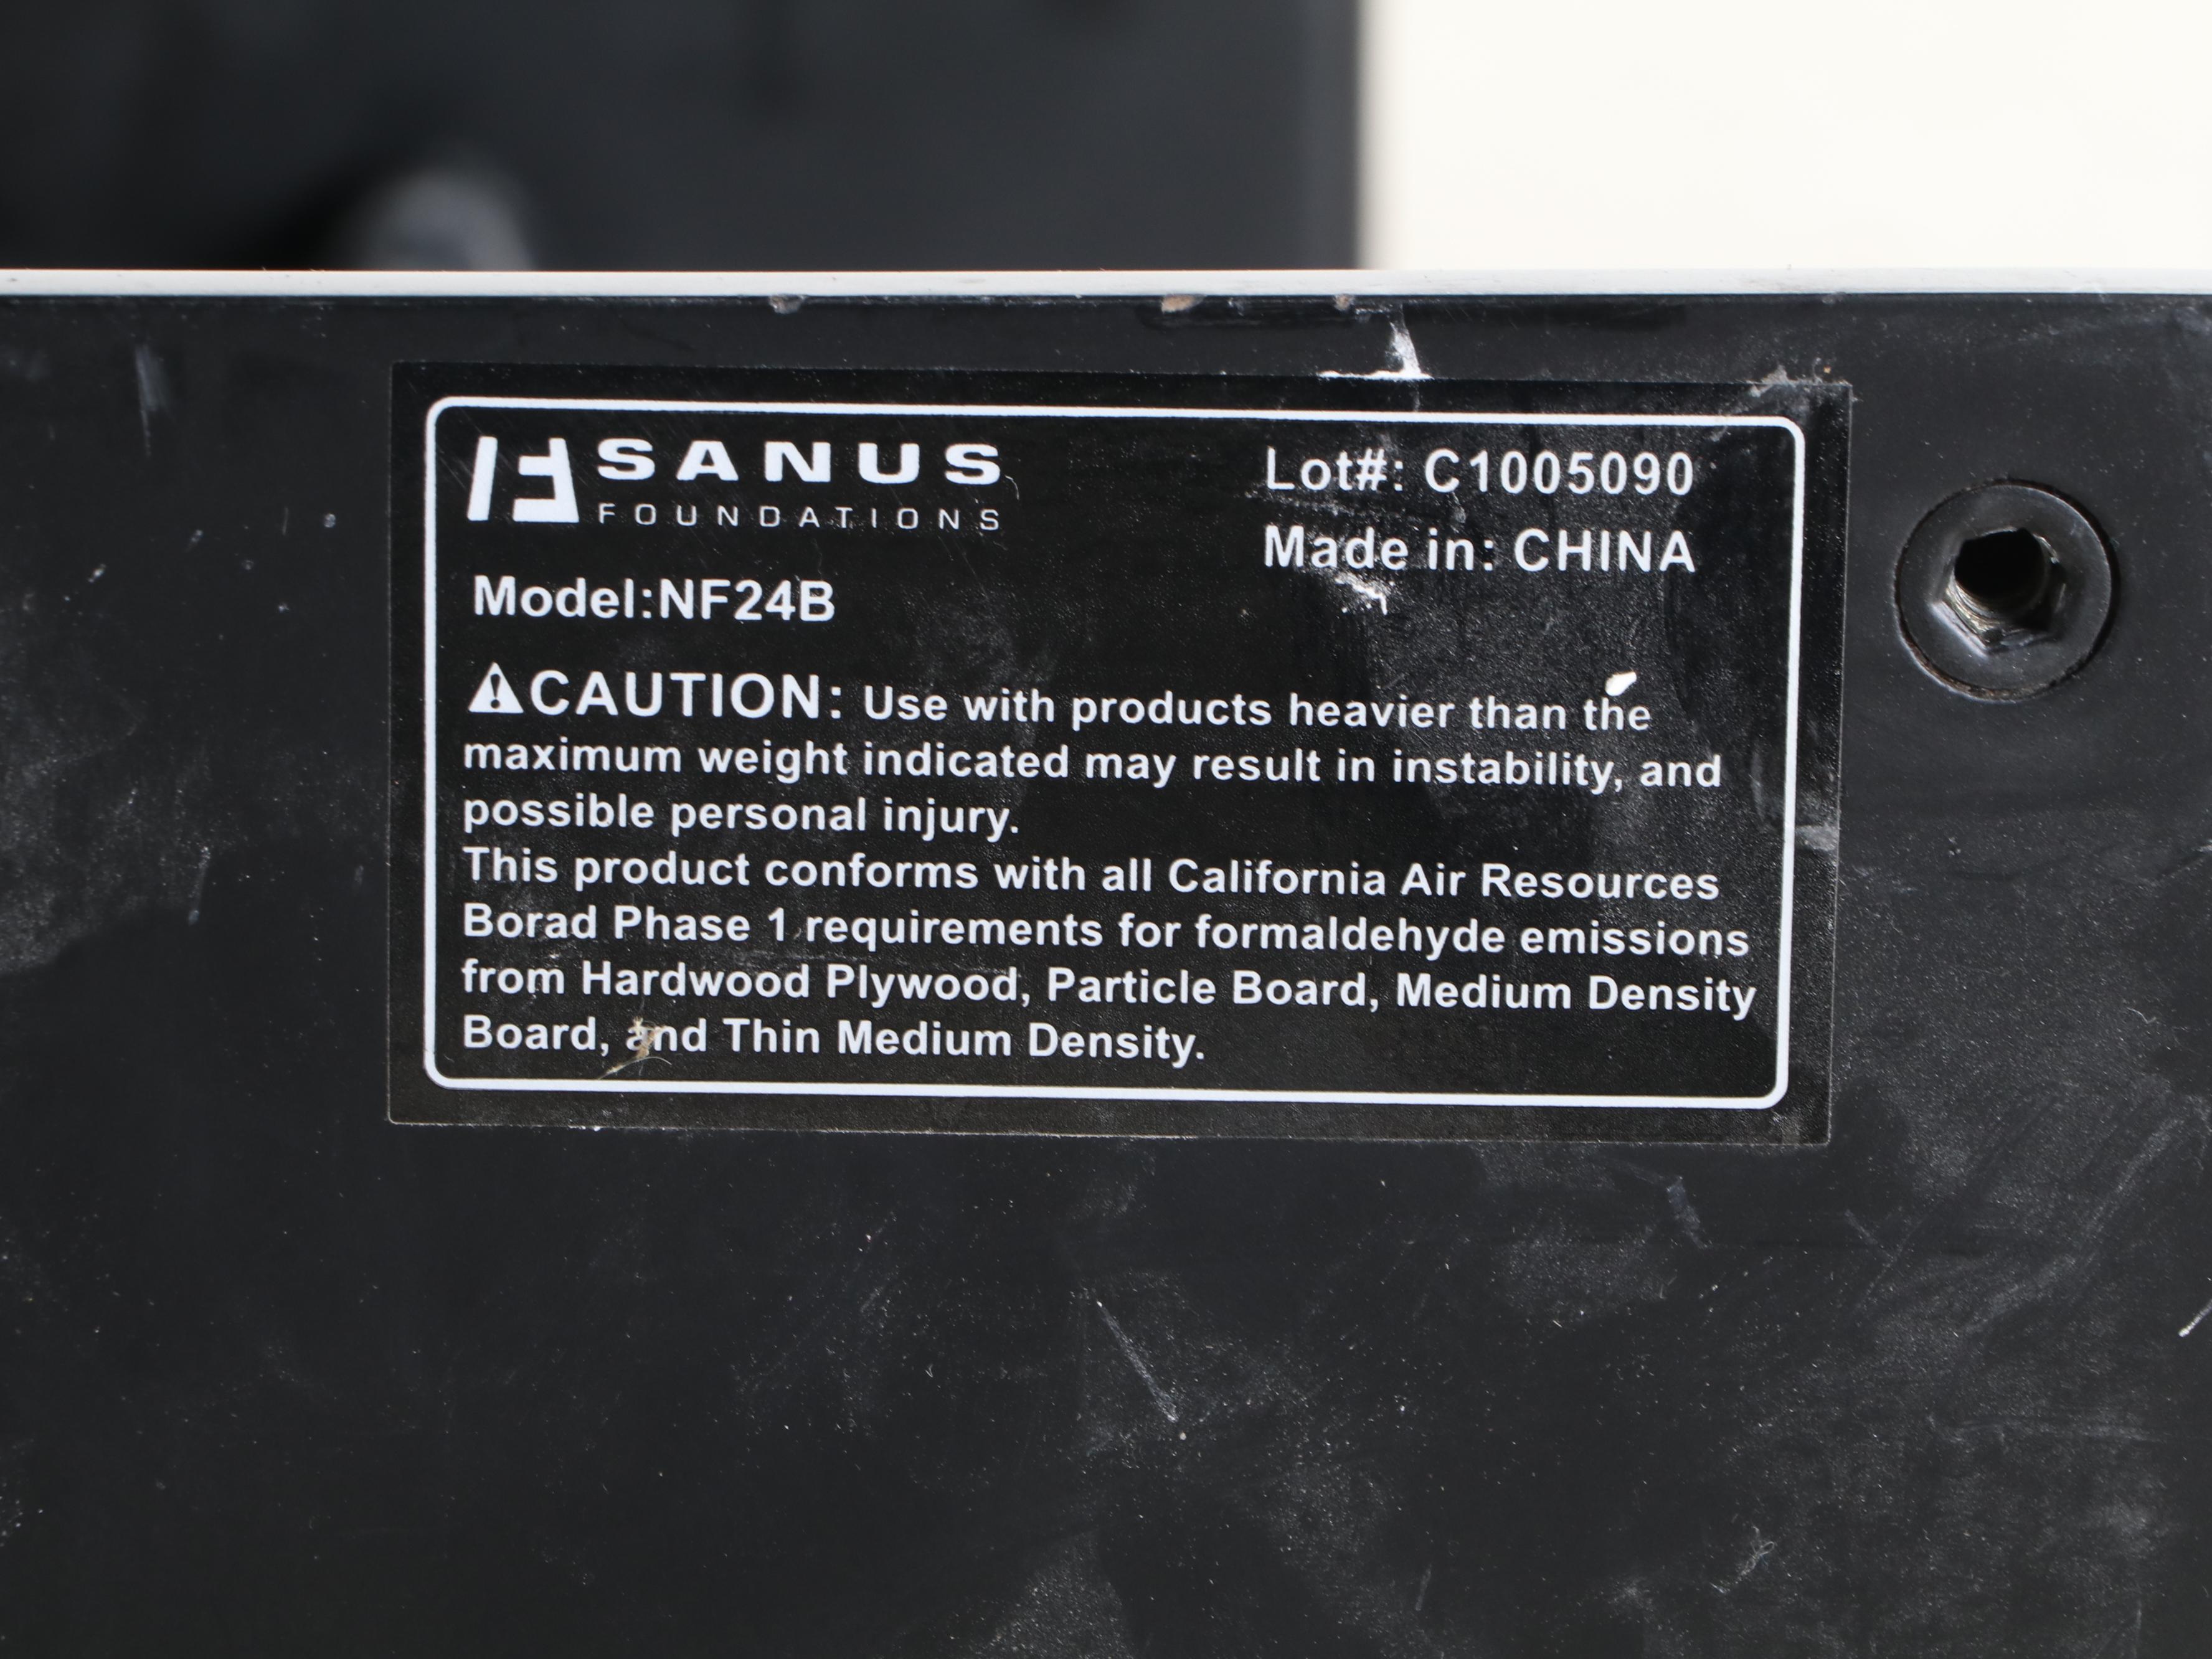 SANUS
FOUNDATIONS
Lot#: C1005090
Made in: CHINA
Model:NF24B
CAUTION: Use with products heavier than the
maximum weight indicated may result in instability, and
possible personal injury.
This product conforms with all California Air Resources
Borad Phase 1 requirements for formaldehyde emissions
from Hardwood Plywood, Particle Board, Medium Density
Board, and Thin Medium Density.